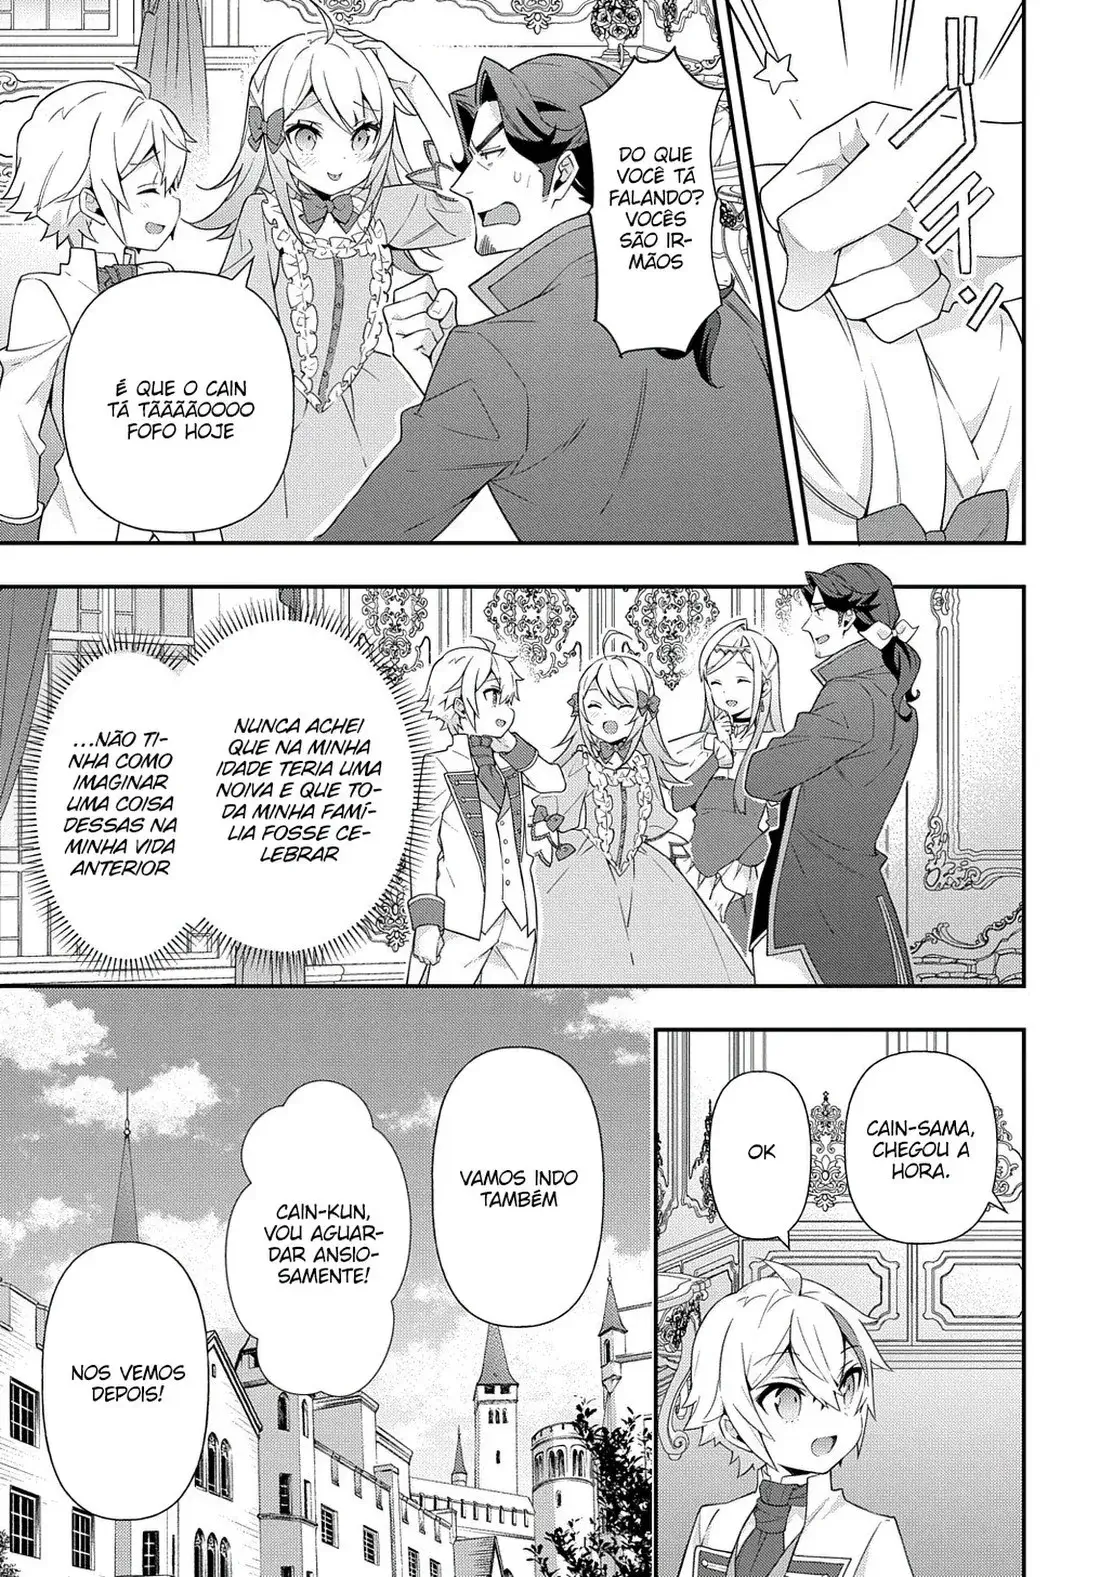 キ
ン
DO QUE
VOCÊ TÁ
FALANDO?
VOCÊS
SÃO IR-
MÃOS
É QUE O CAIN
TÁ TÃÃÃÃOOOO
FOFO HOJE
NUNCA ACHEI
QUE NA MINHA
IDADE TERIA UMA
NOIVA E QUE TO-
DA MINHA FAMÍ-
LIA FOSSE CE-
LEBRAR
...NÃO TI-
NHA COMO
IMAGINAR
UMA COISA
DESSAS NA
MINHA VIDA
ANTERIOR
CAIN-SAMA,
CHEGOU A
HORA.
OK
VAMOS INDO
TAMBÉM
CAIN-KUN,
VOU AGUAR-
DAR ANSIO-
SAMENTE!
NOS VEMOS
DEPOIS!